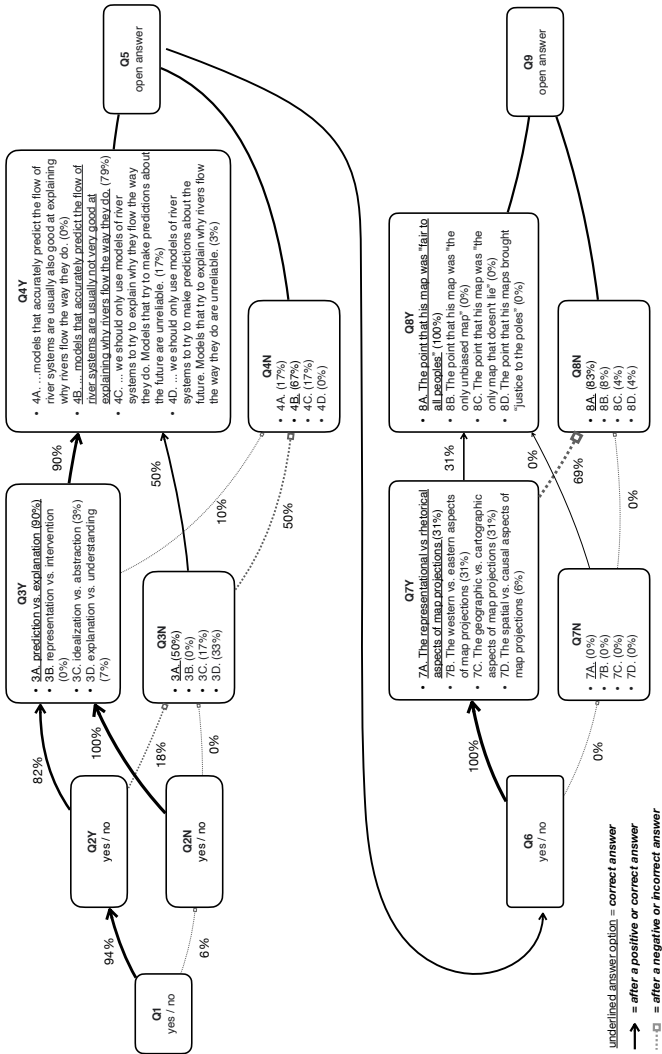 Q1
yes / no
94%
6%
Q2Y
yes / no
Q2N
yes / no
82%
18%
100%
0%
Q3Y
• 3A. prediction vs. explanation (90%)
• 3B. representation vs. intervention
(0%)
• 3C. idealization vs. abstraction (3%)
• 3D. explanation vs. understanding
(7%)
Q3N
• 3A. (50%)
• 3B. (0%)
• 3C. (17%)
• 3D. (33%)
90%
10%
50%
50%
Q4Y
• 4A. ...models that accurately predict the flow of
river systems are usually also good at explaining
why rivers flow the way they do. (0%)
• 4B. ... models that accurately predict the flow of
river systems are usually not very good at
explaining why rivers flow the way they do. (79%)
• 4C. ... we should only use models of river
systems to try to explain why they flow the way
they do. Models that try to make predictions about
the future are unreliable. (17%)
• 4D. ... we should only use models of river
systems to try to make predictions about the
future. Models that try to explain why rivers flow
the way they do are unreliable. (3%)
Q4N
• 4A. (17%)
• 4B. (67%)
• 4C. (17%)
• 4D. (0%)
Q5
open answer
Q6
yes / no
100%
0%
Q7Y
• 7A. The representational vs rhetorical
aspects of map projections (31%)
• 7B. The western vs. eastern aspects
of map projections (31%)
• 7C. The geographic vs. cartographic
aspects of map projections (31%)
• 7D. The spatial vs. causal aspects of
map projections (6%)
Q7N
• 7A. (0%)
• 7B. (0%)
• 7C. (0%)
• 7D. (0%)
31%
0%
69%
0%
Q8Y
• 8A. The point that his map was "fair to
all peoples" (100%)
• 8B. The point that his map was "the
only unbiased map" (0%)
• 8C. The point that his map was "the
only map that doesn't lie" (0%)
• 8D. The point that his maps brought
"justice to the poles" (0%)
Q8N
• 8A. (83%)
• 8B. (8%)
• 8C. (4%)
• 8D. (4%)
Q9
open answer
underlined answer option = correct answer
= after a positive or correct answer
= after a negative or incorrect answer